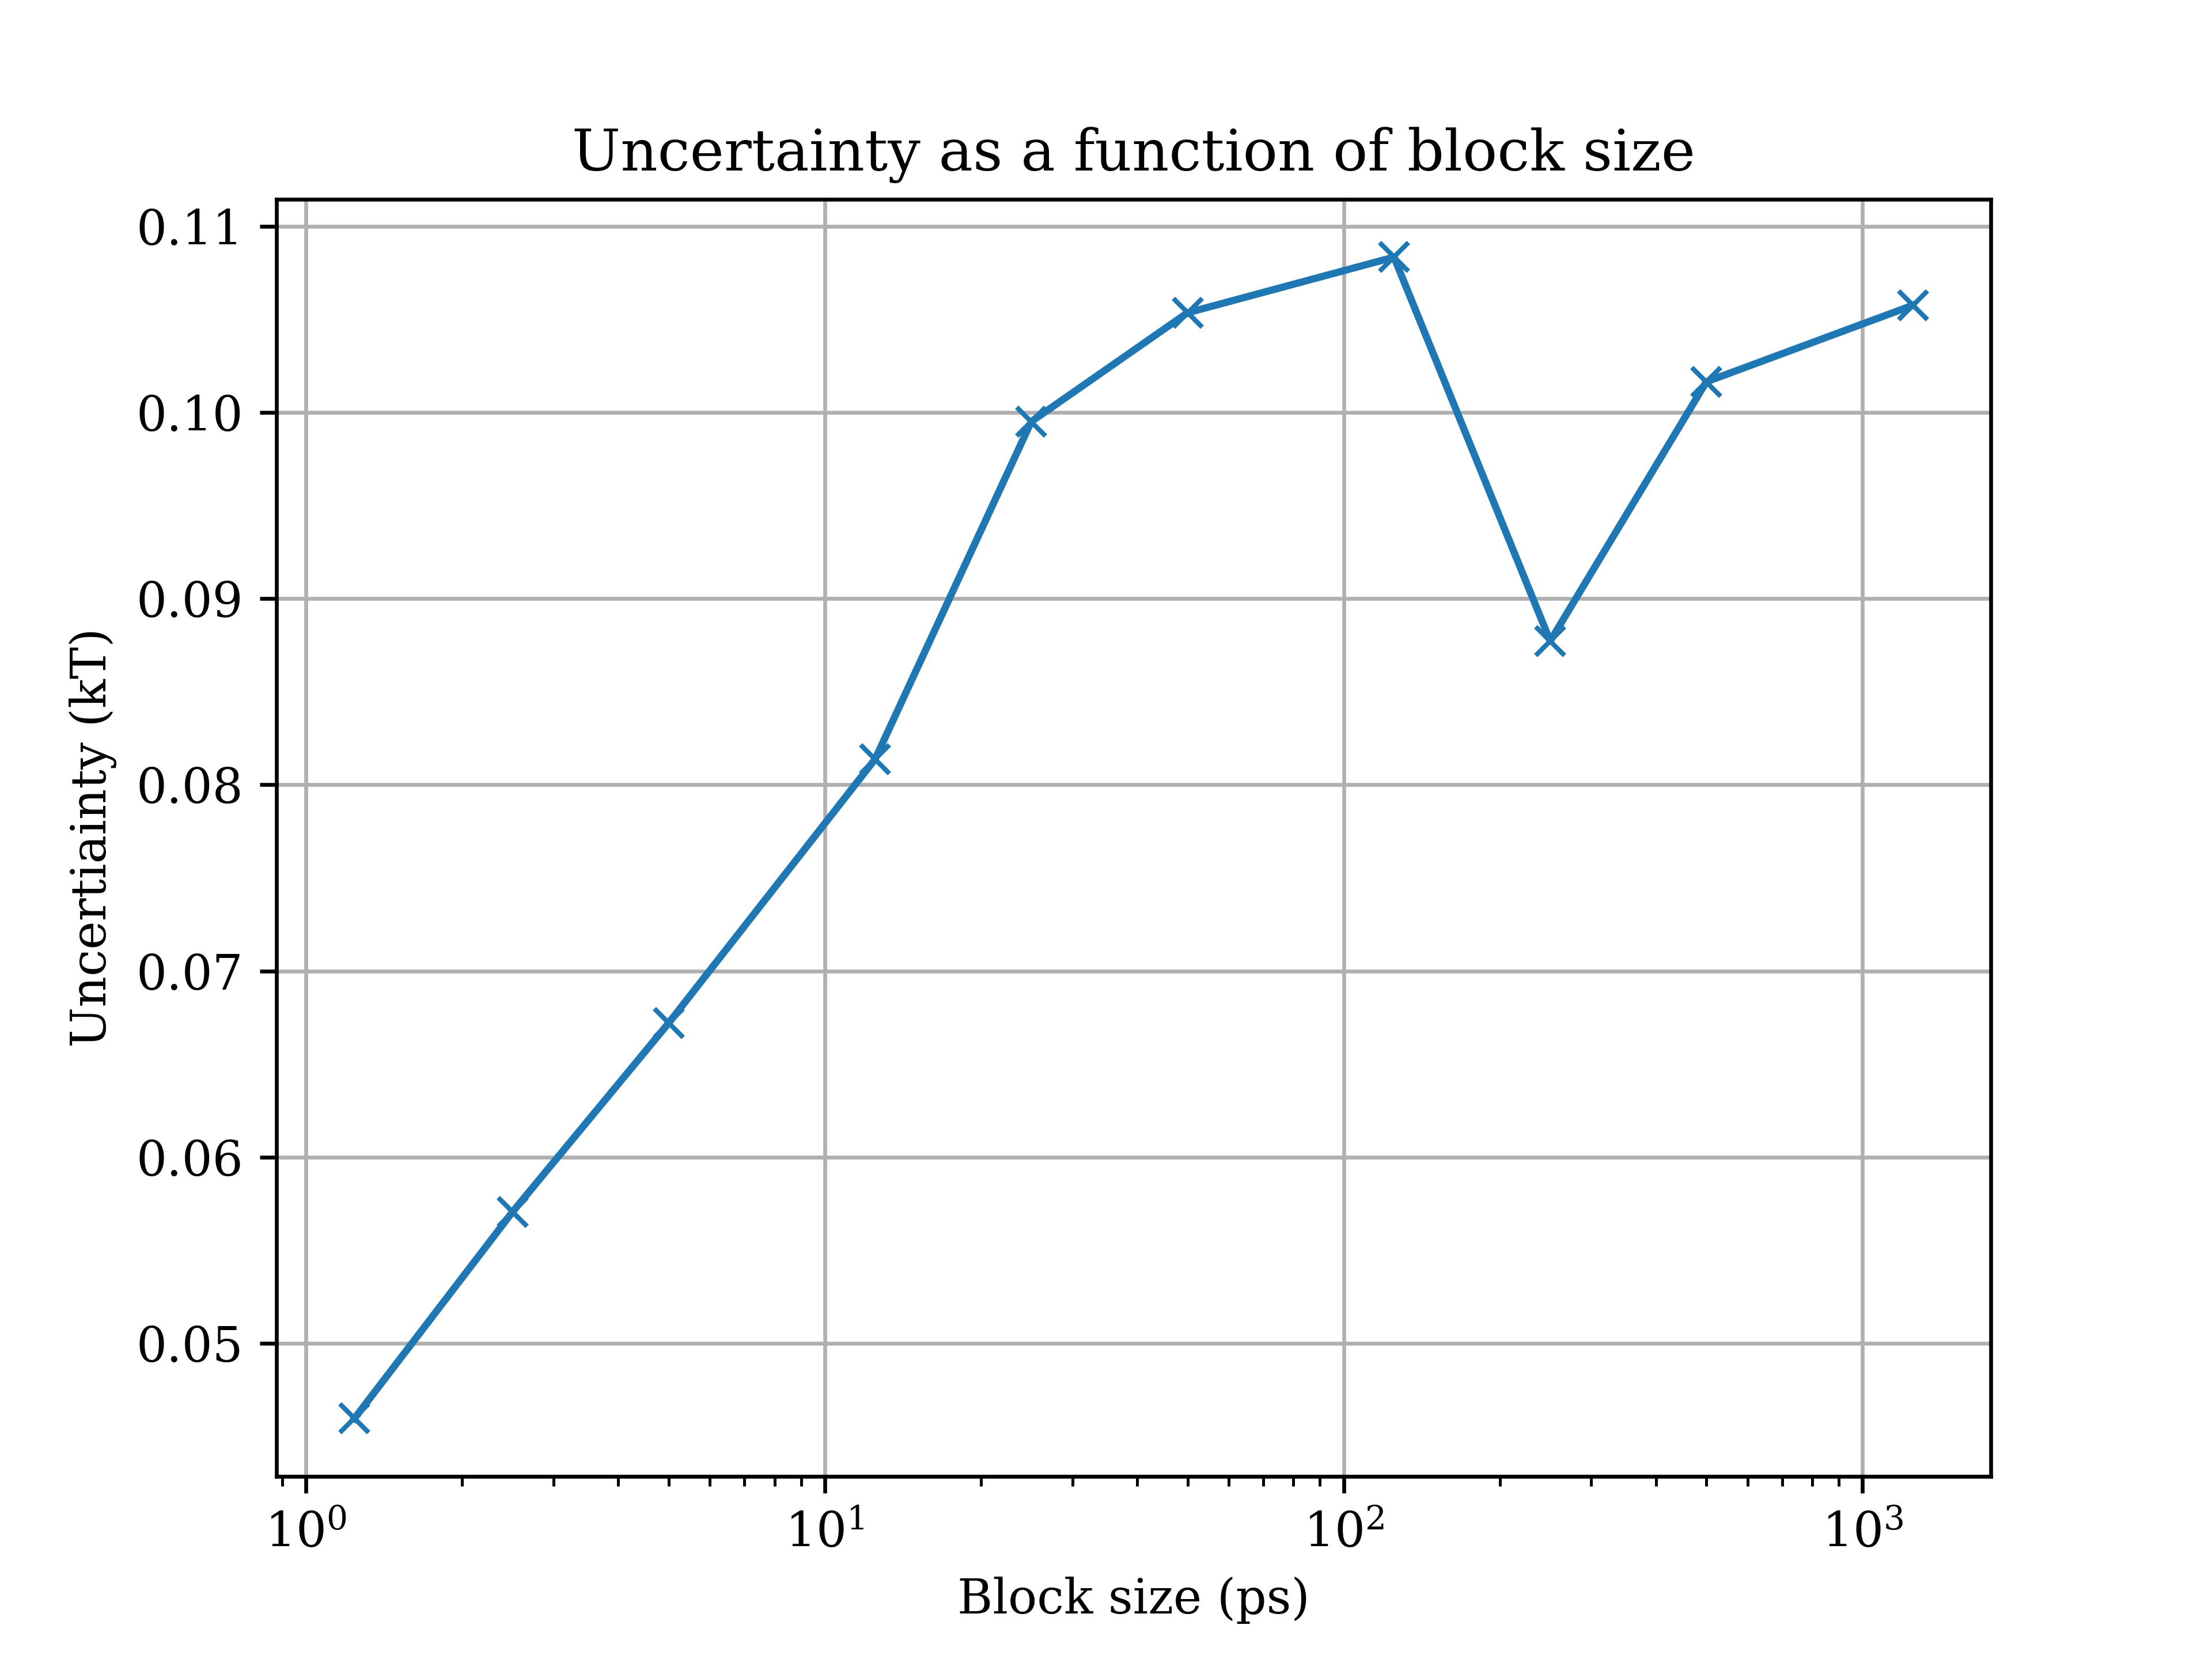 Uncertainty as a function of block size
0.11
0.10
0.09
0.08
0.07
0.06
0.05
Uncertiainty (kT)
10⁰ 10¹ 10² 10³
Block size (ps)